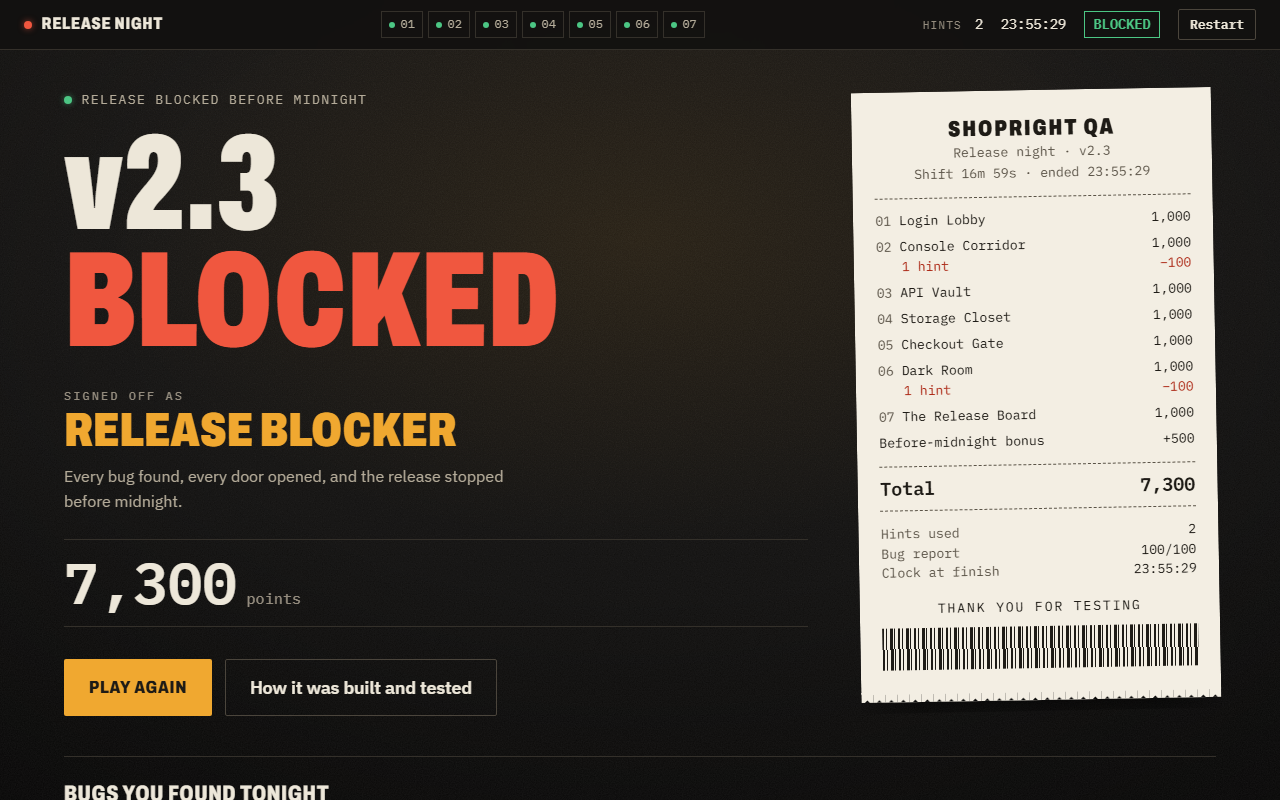 RELEASE NIGHT
01 02 03 04 05 06 07
HINTS 2 23:55:29 BLOCKED Restart
RELEASE BLOCKED BEFORE MIDNIGHT
v2.3
BLOCKED
SIGNED OFF AS
RELEASE BLOCKER
Every bug found, every door opened, and the release stopped
before midnight.
7,300 points
PLAY AGAIN
How it was built and tested
BUGS YOU FOUND TONIGHT
SHOPRIGHT QA
Release night · v2.3
Shift 16m 59s · ended 23:55:29
01 Login Lobby 1,000
02 Console Corridor 1,000
1 hint −100
03 API Vault 1,000
04 Storage Closet 1,000
05 Checkout Gate 1,000
06 Dark Room 1,000
1 hint −100
07 The Release Board 1,000
Before-midnight bonus +500
Total 7,300
Hints used 2
Bug report 100/100
Clock at finish 23:55:29
THANK YOU FOR TESTING